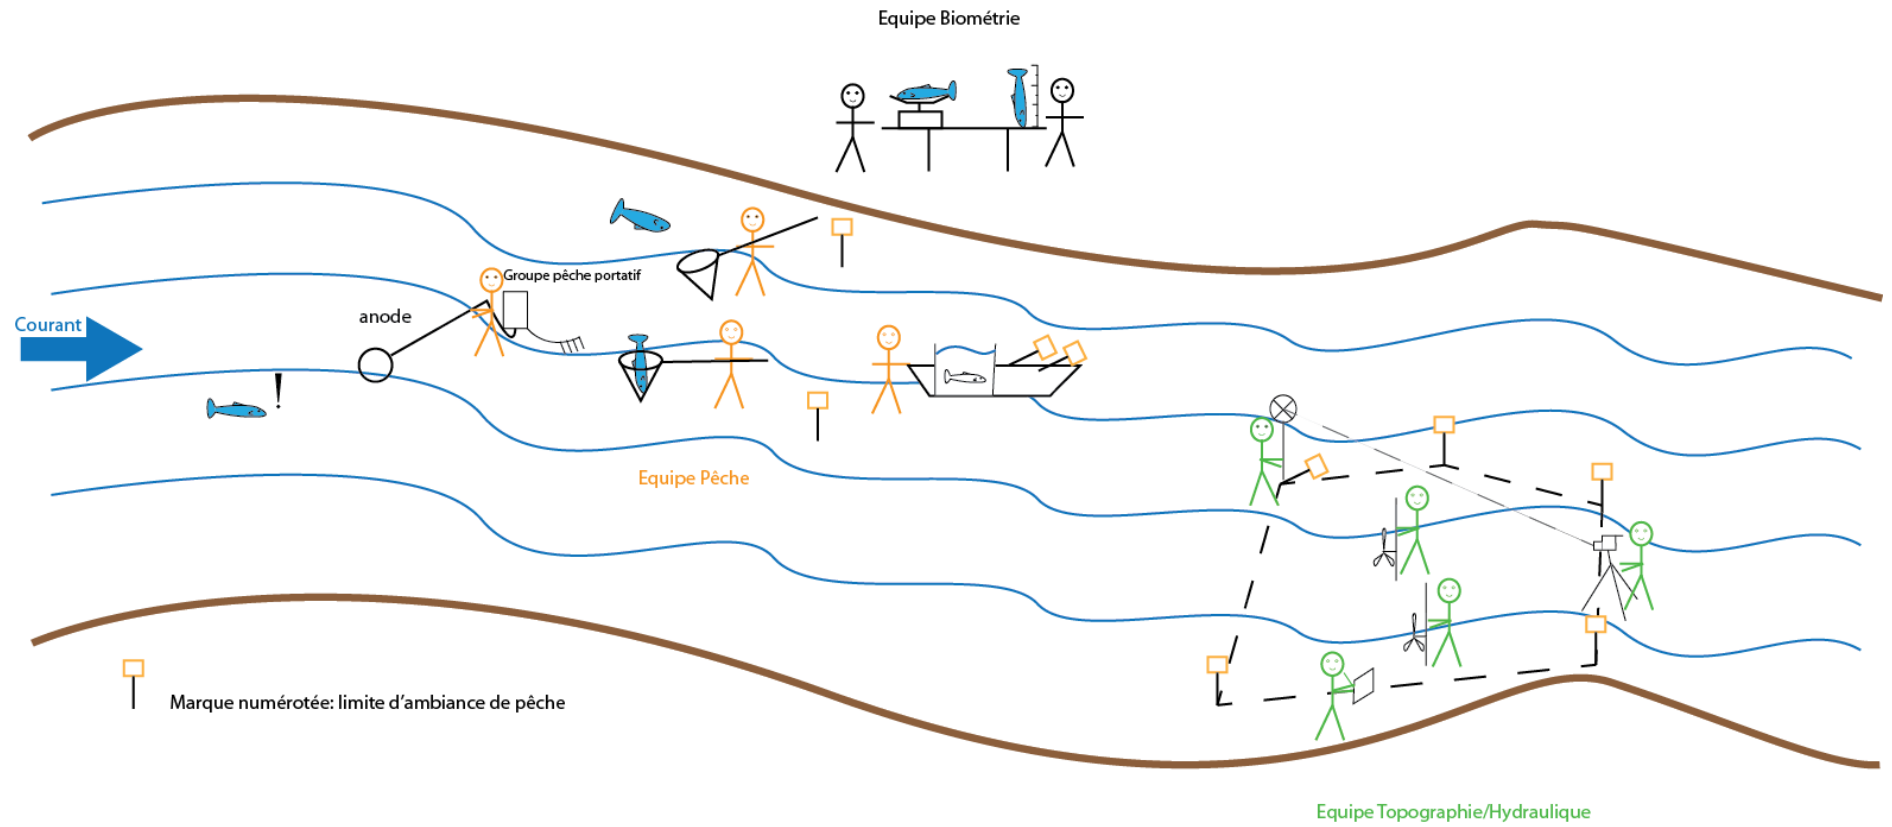 Equipe Biométrie
Groupe pêche portatif
anode
Courant
!
Equipe Pêche
Marque numérotée: limite d'ambiance de pêche
Equipe Topographie/Hydraulique